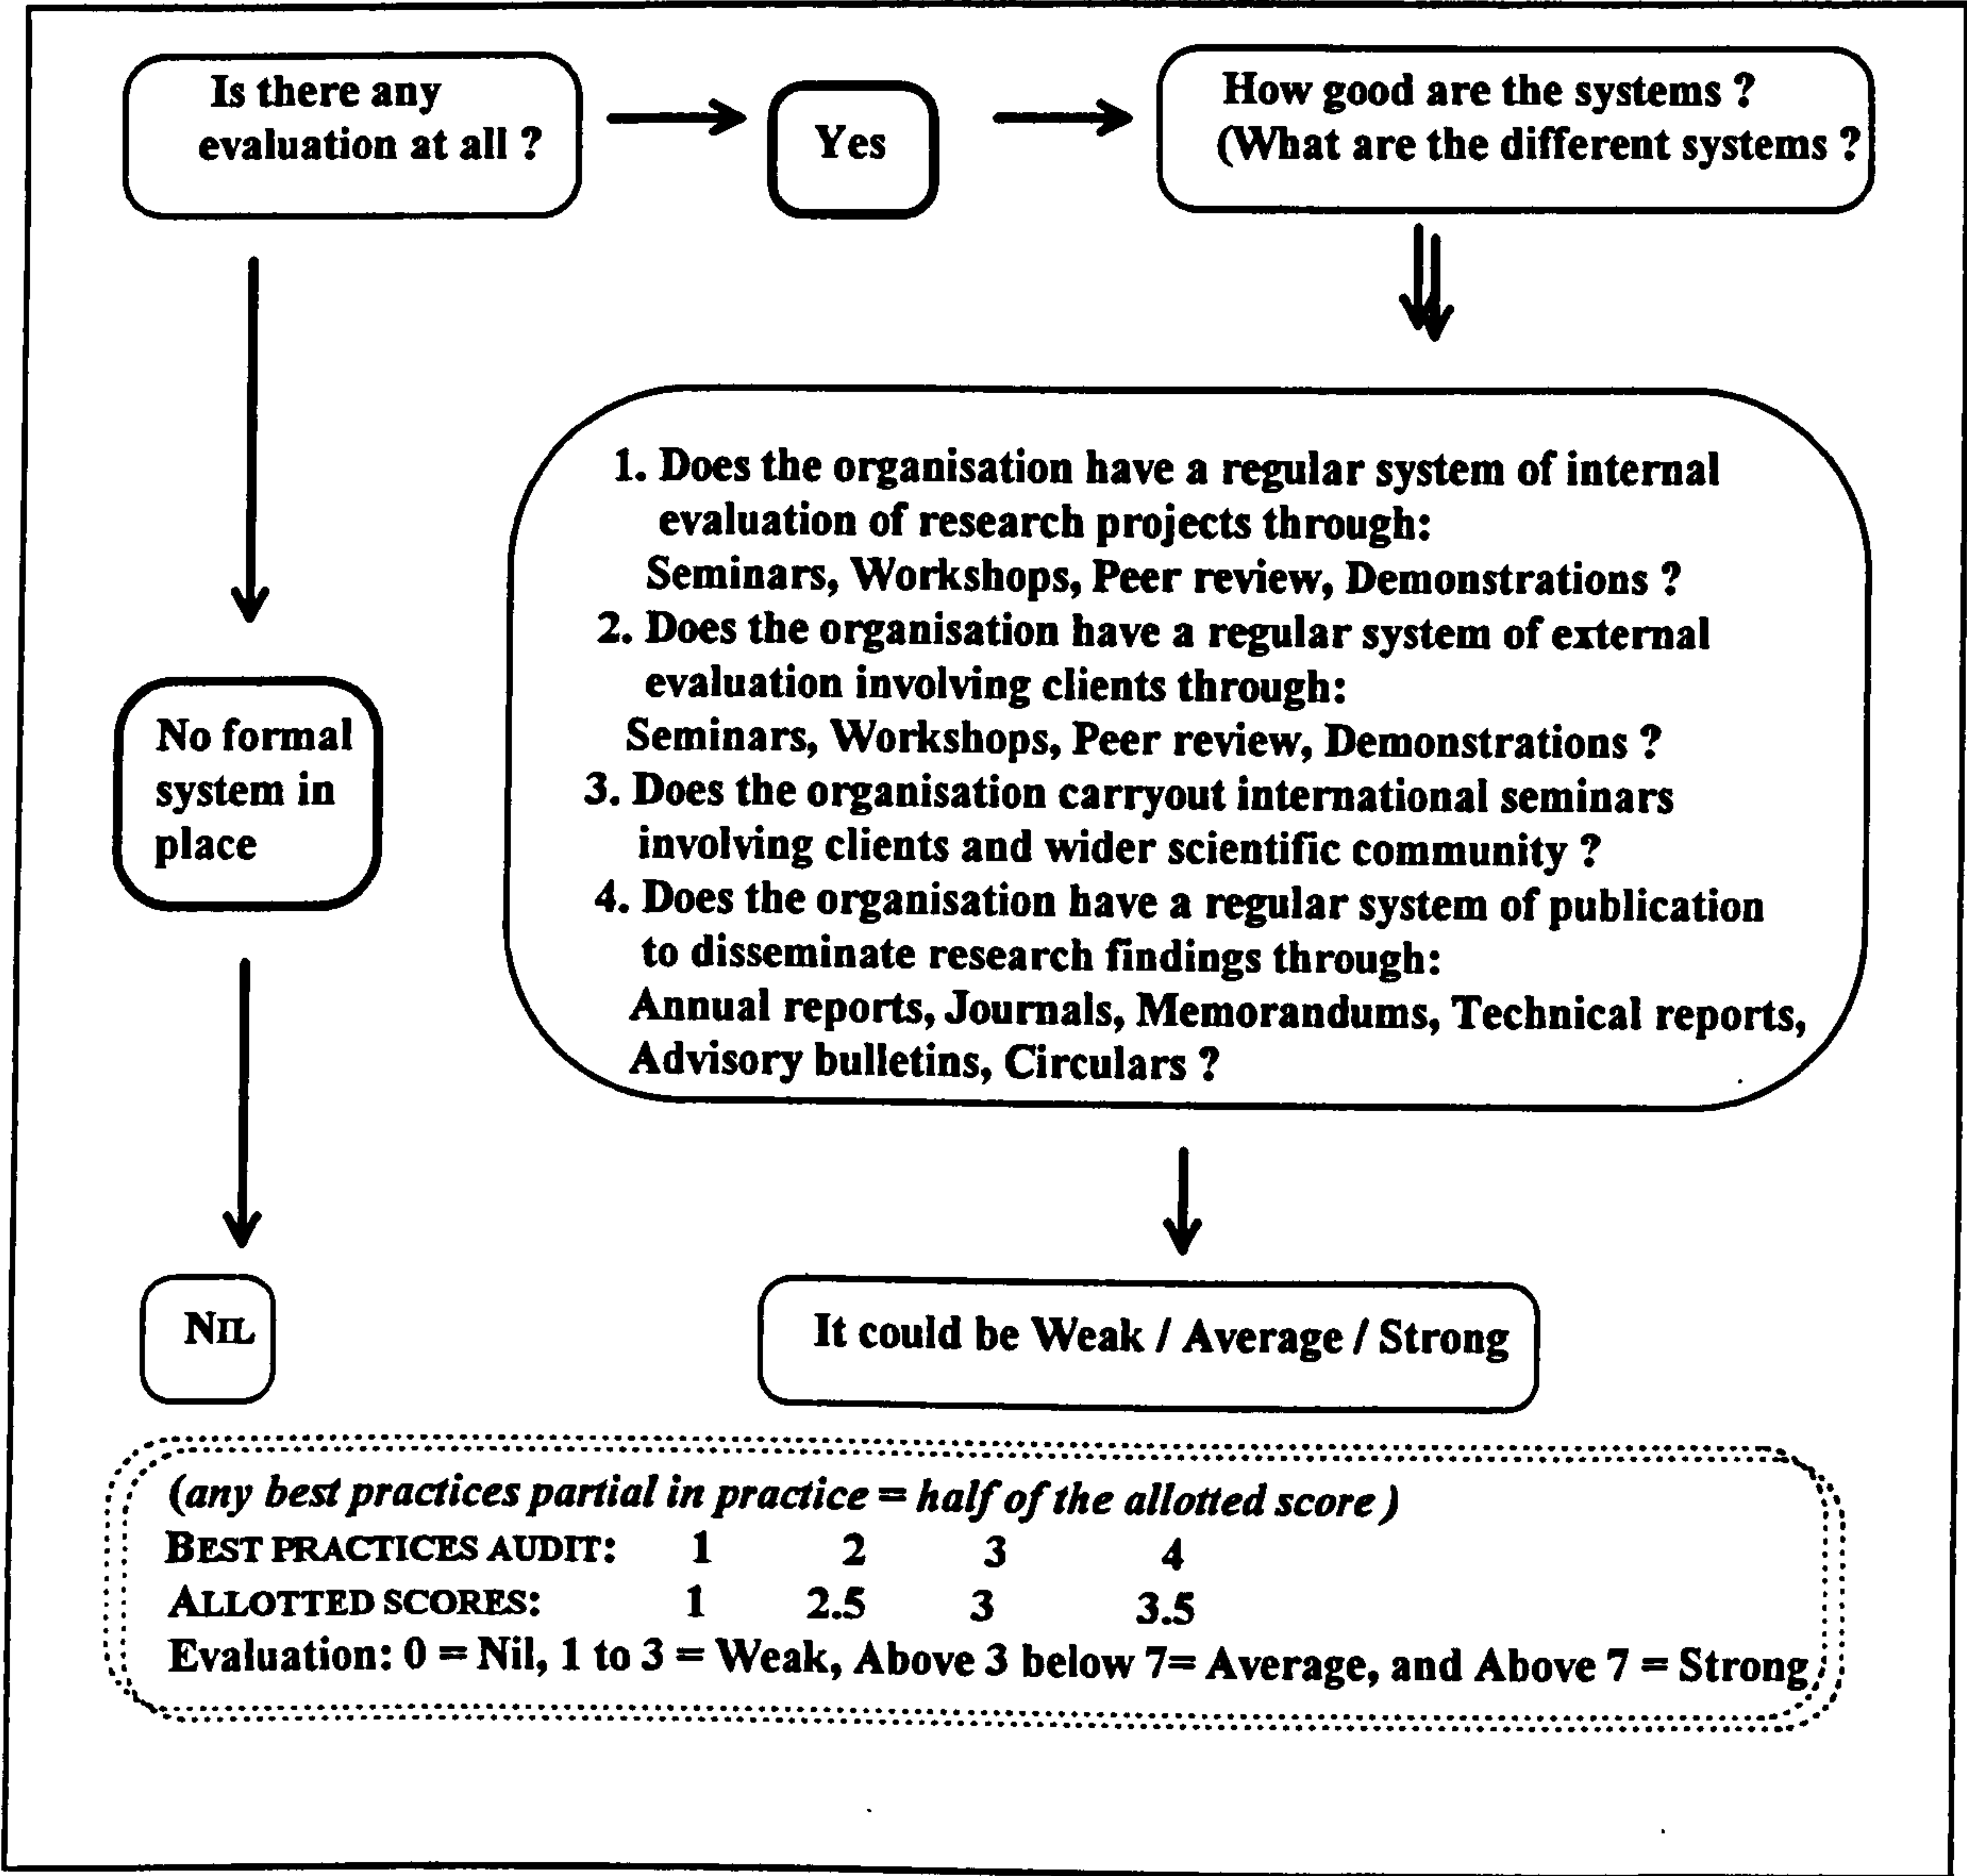 Is there any
evaluation at all ?
Yes
How good are the systems ?
(What are the different systems ?
1. Does the organisation have a regular system of internal
evaluation of research projects through:
Seminars, Workshops, Peer review, Demonstrations ?
2. Does the organisation have a regular system of external
evaluation involving clients through:
Seminars, Workshops, Peer review, Demonstrations ?
3. Does the organisation carryout international seminars
involving clients and wider scientific community ?
4. Does the organisation have a regular system of publication
to disseminate research findings through:
Annual reports, Journals, Memorandums, Technical reports,
Advisory bulletins, Circulars ?
No formal
system in
place
NIL
It could be Weak / Average / Strong
(any best practices partial in practice = half of the allotted score )
BEST PRACTICES AUDIT: 1 2 3 4
ALLOTTED SCORES: 1 2.5 3 3.5
Evaluation: 0 = Nil, 1 to 3 = Weak, Above 3 below 7= Average, and Above 7 = Strong